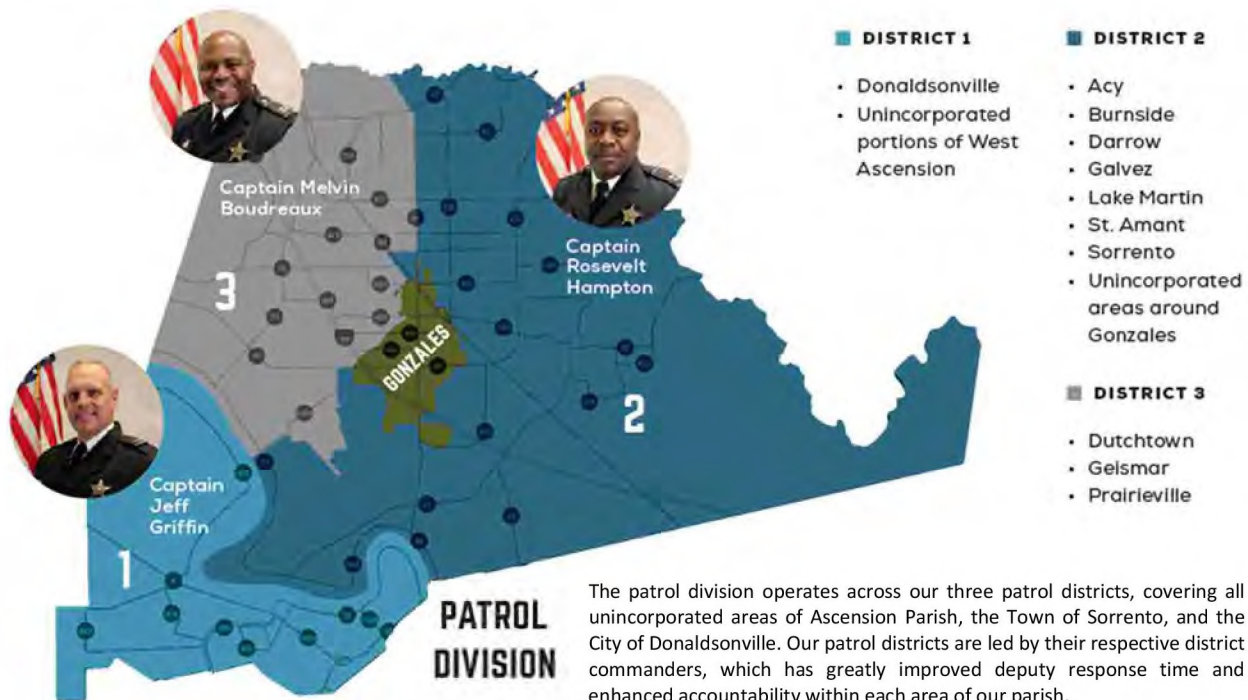 DISTRICT 1
• Donaldsonville
• Unincorporated
portions of West
Ascension
DISTRICT 2
• Acy
• Burnside
• Darrow
• Galvez
• Lake Martin
• St. Amant
• Sorrento
• Unincorporated
areas around
Gonzales
DISTRICT 3
• Dutchtown
• Geismar
• Prairieville
Captain Melvin
Boudreaux
3
Captain
Rosevelt
Hampton
GONZALES
2
Captain
Jeff
Griffin
1
PATROL
DIVISION
The patrol division operates across our three patrol districts, covering all
unincorporated areas of Ascension Parish, the Town of Sorrento, and the
City of Donaldsonville. Our patrol districts are led by their respective district
commanders, which has greatly improved deputy response time and
enhanced accountability within each area of our parish.